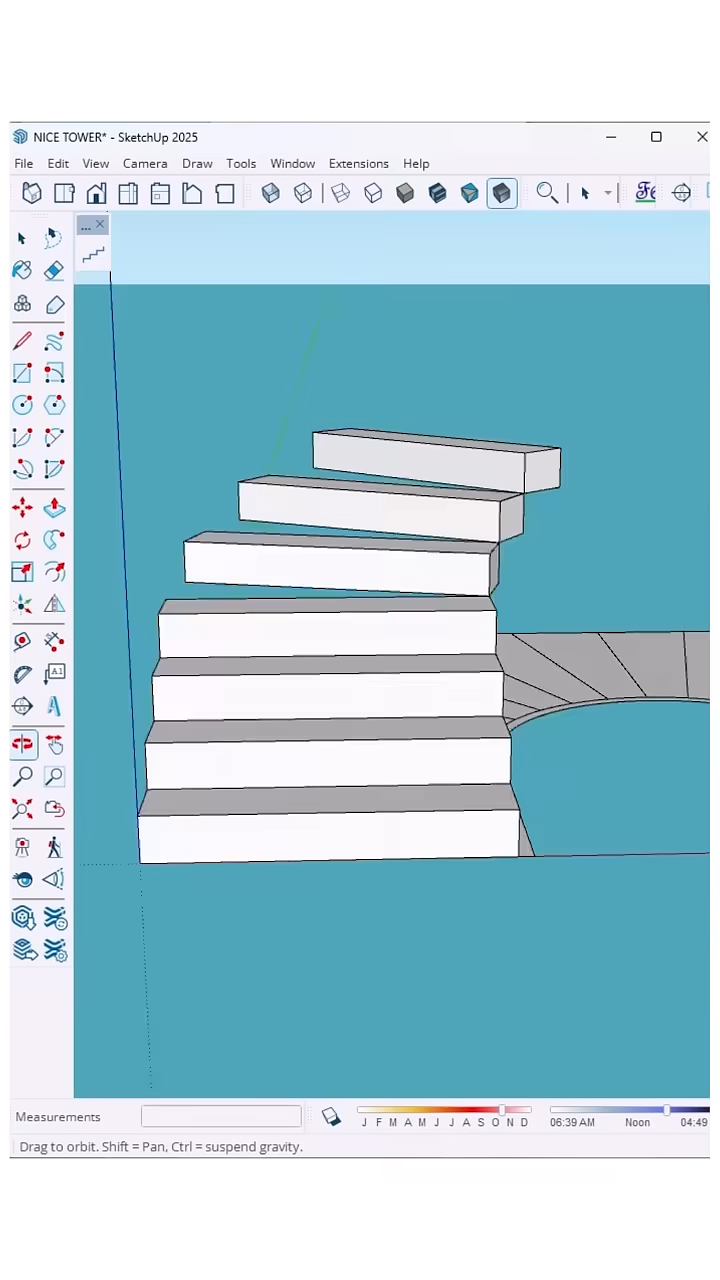 NICE TOWER* - SketchUp 2025
File Edit View Camera Draw Tools Window Extensions Help
...
A1
A
Measurements
J F M A M J J A S O N D
06:39 AM Noon 04:49
Drag to orbit. Shift = Pan, Ctrl = suspend gravity.